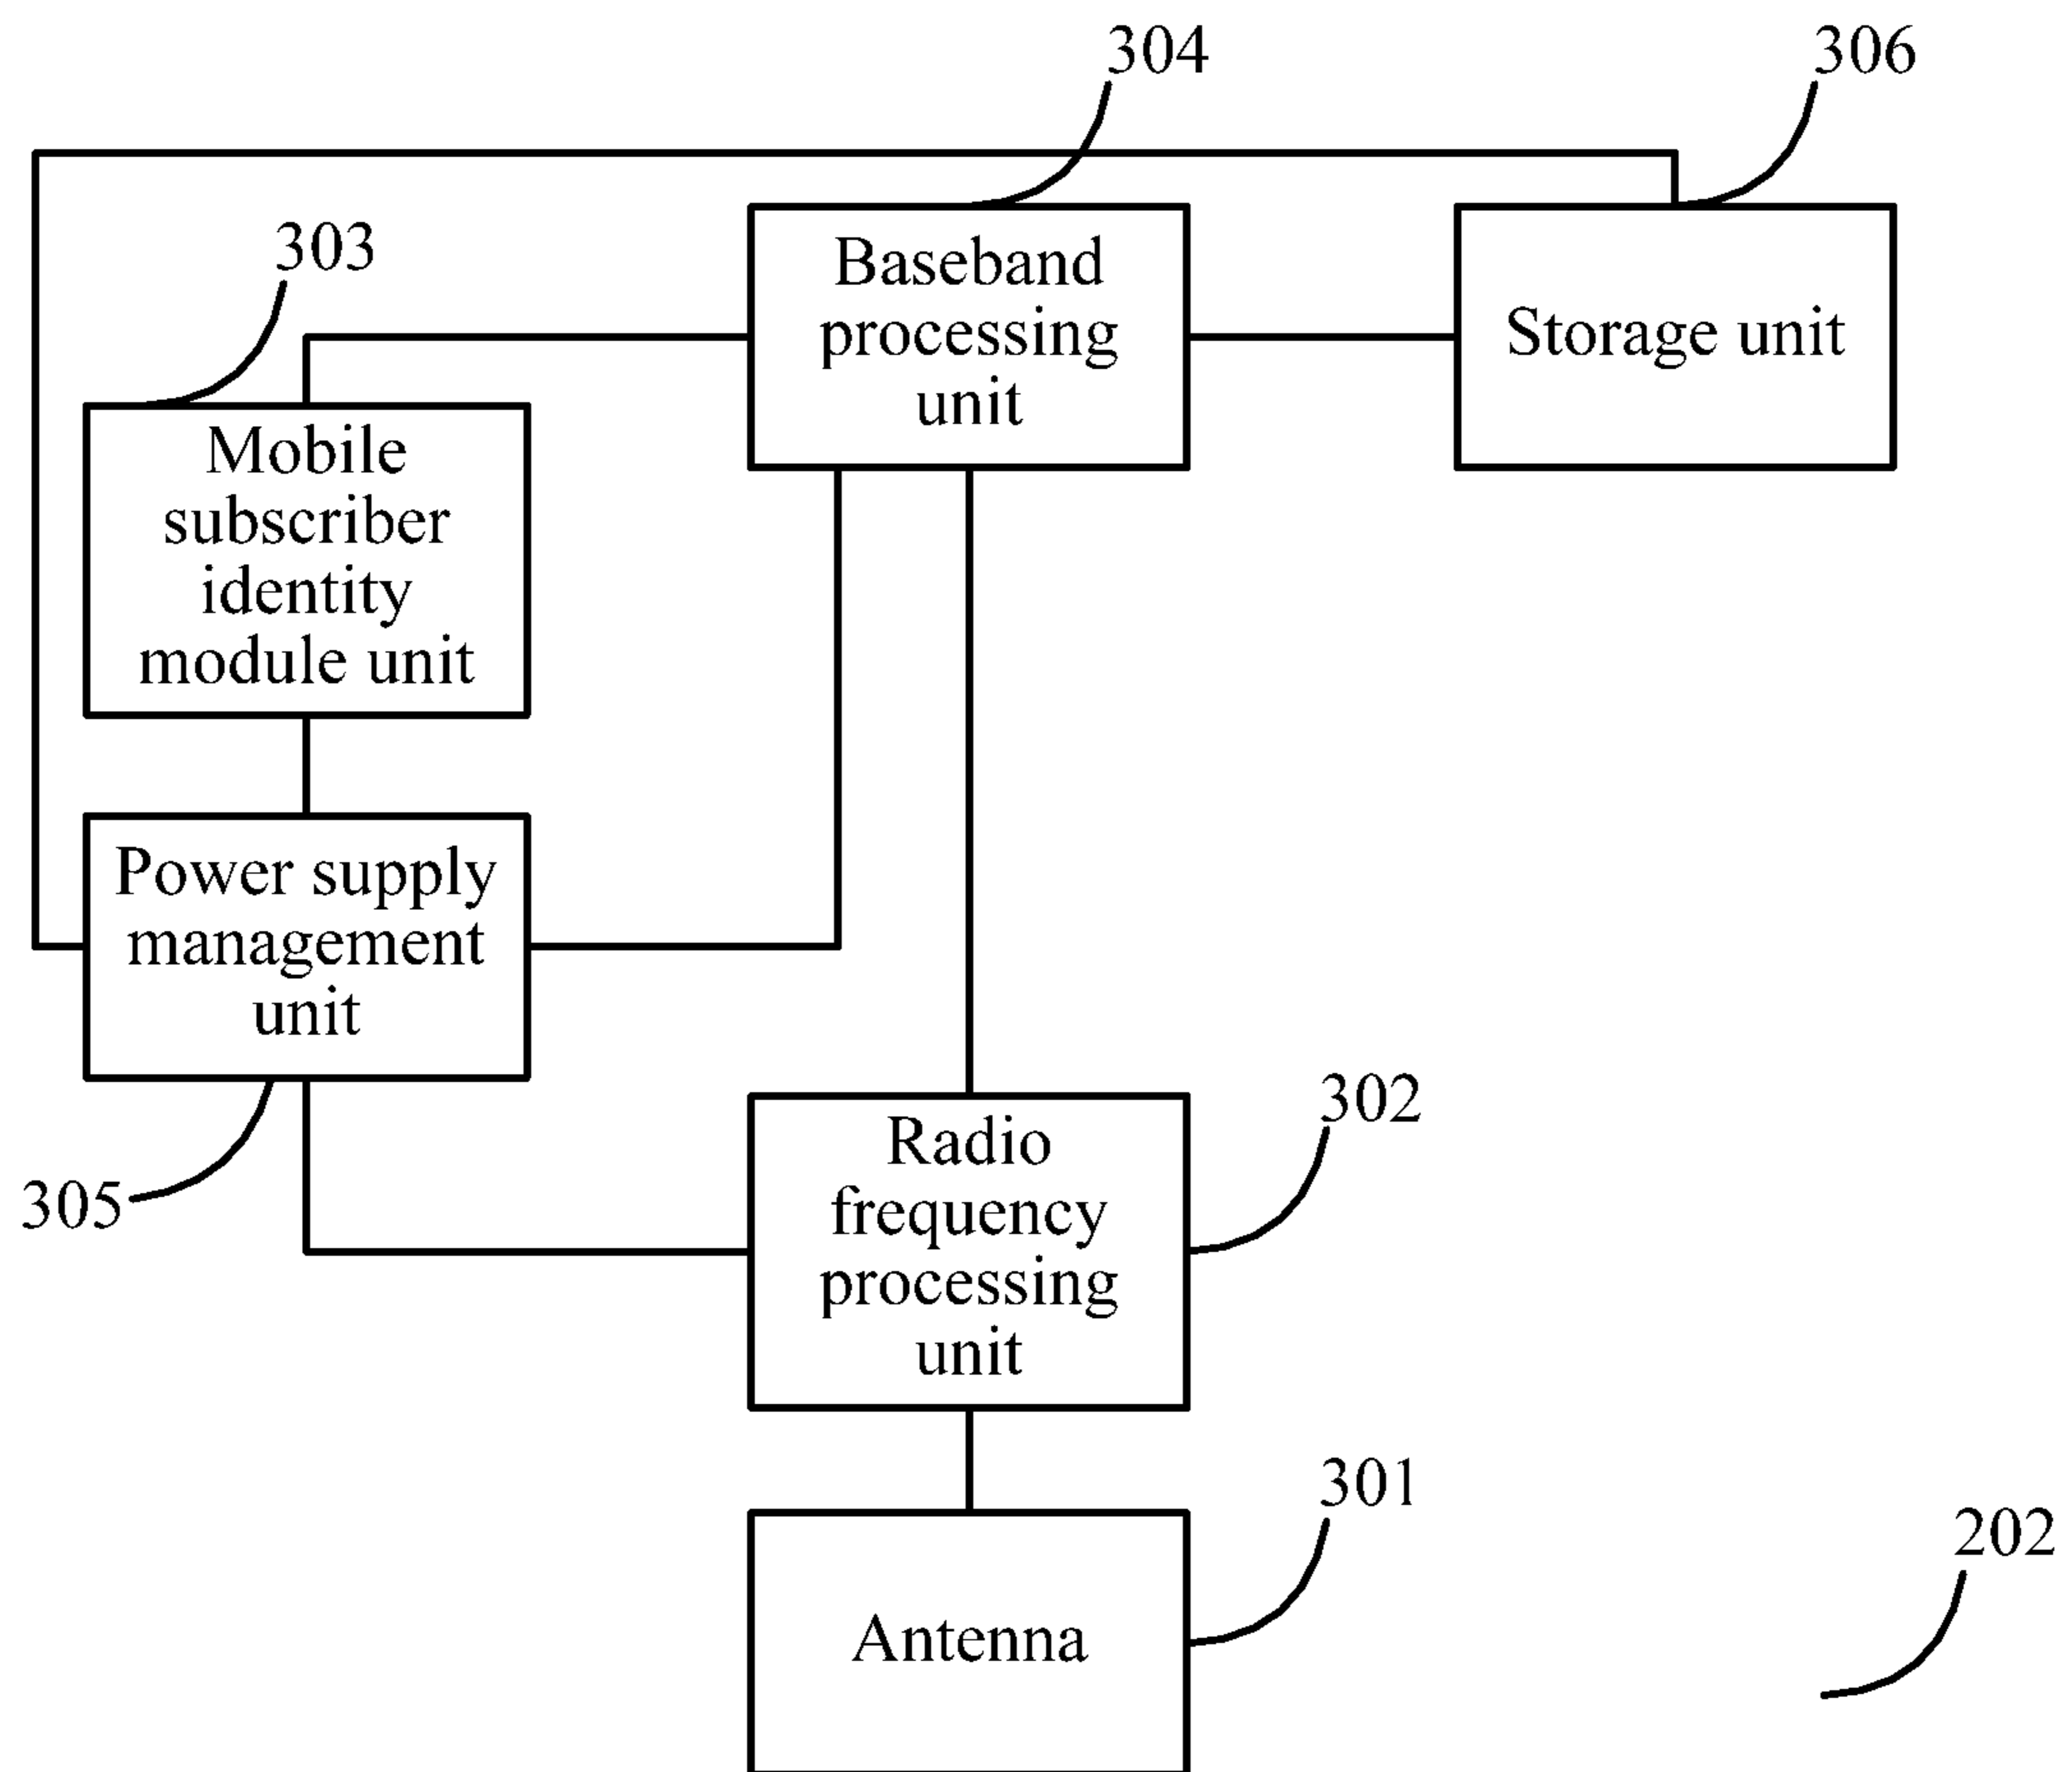 304
306
303
Baseband
processing
unit
Storage unit
Mobile
subscriber
identity
module unit
Power supply
management
unit
305
Radio
frequency
processing
unit
302
301
Antenna
202